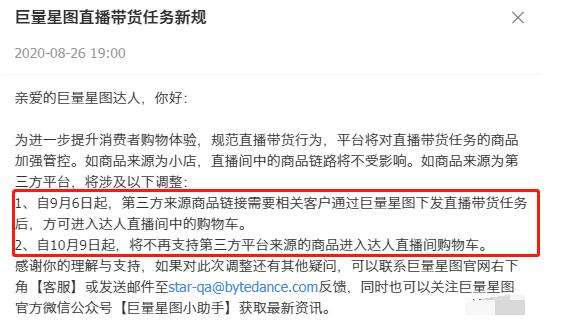 巨量星图直播带货任务新规
2020-08-26 19:00
亲爱的巨量星图达人，你好：
为进一步提升消费者购物体验，规范直播带货行为，平台将对直播带货任务的商品
加强管控。如商品来源为小店，直播间中的商品链路将不受影响。如商品来源为第
三方平台，将涉及以下调整：
1、自9月6日起，第三方来源商品链接需要相关客户通过巨量星图下发直播带货任务
后，方可进入达人直播间中的购物车。
2、自10月9日起，将不再支持第三方平台来源的商品进入达人直播间购物车。
感谢你的理解与支持，如果对此次调整还有其他疑问，可以联系巨量星图官网右下
角【客服】或发送邮件至star-qa@bytedance.com反馈，同时也可以关注巨量星图
官方微信公众号【巨量星图小助手】获取最新资讯。